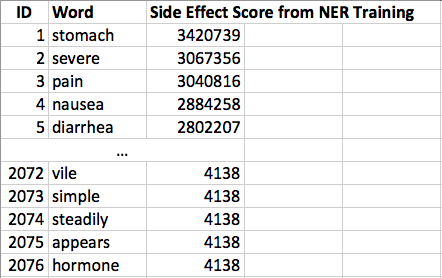 ID Word Side Effect Score from NER Training
1 stomach 3420739
2 severe 3067356
3 pain 3040816
4 nausea 2884258
5 diarrhea 2802207
...
2072 vile 4138
2073 simple 4138
2074 steadily 4138
2075 appears 4138
2076 hormone 4138